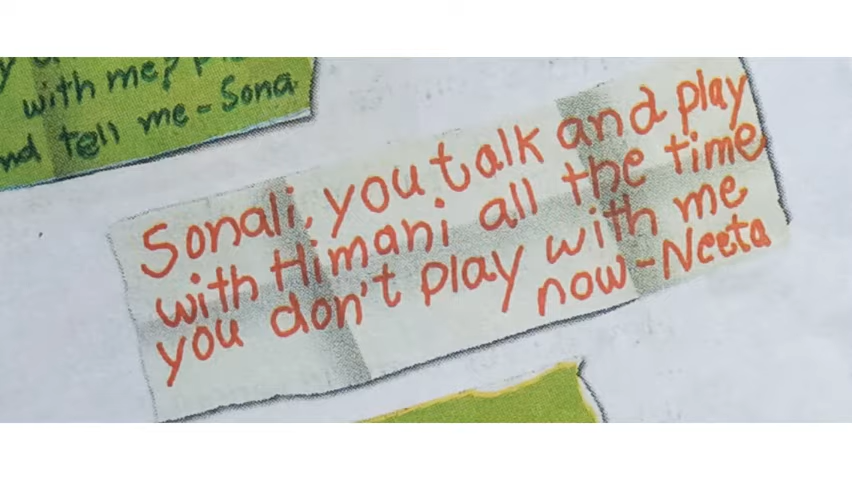 with me?
nd tell me - Sona
Sonali, you talk and play
with Himani all the time
you don't play with me
now - Neeta